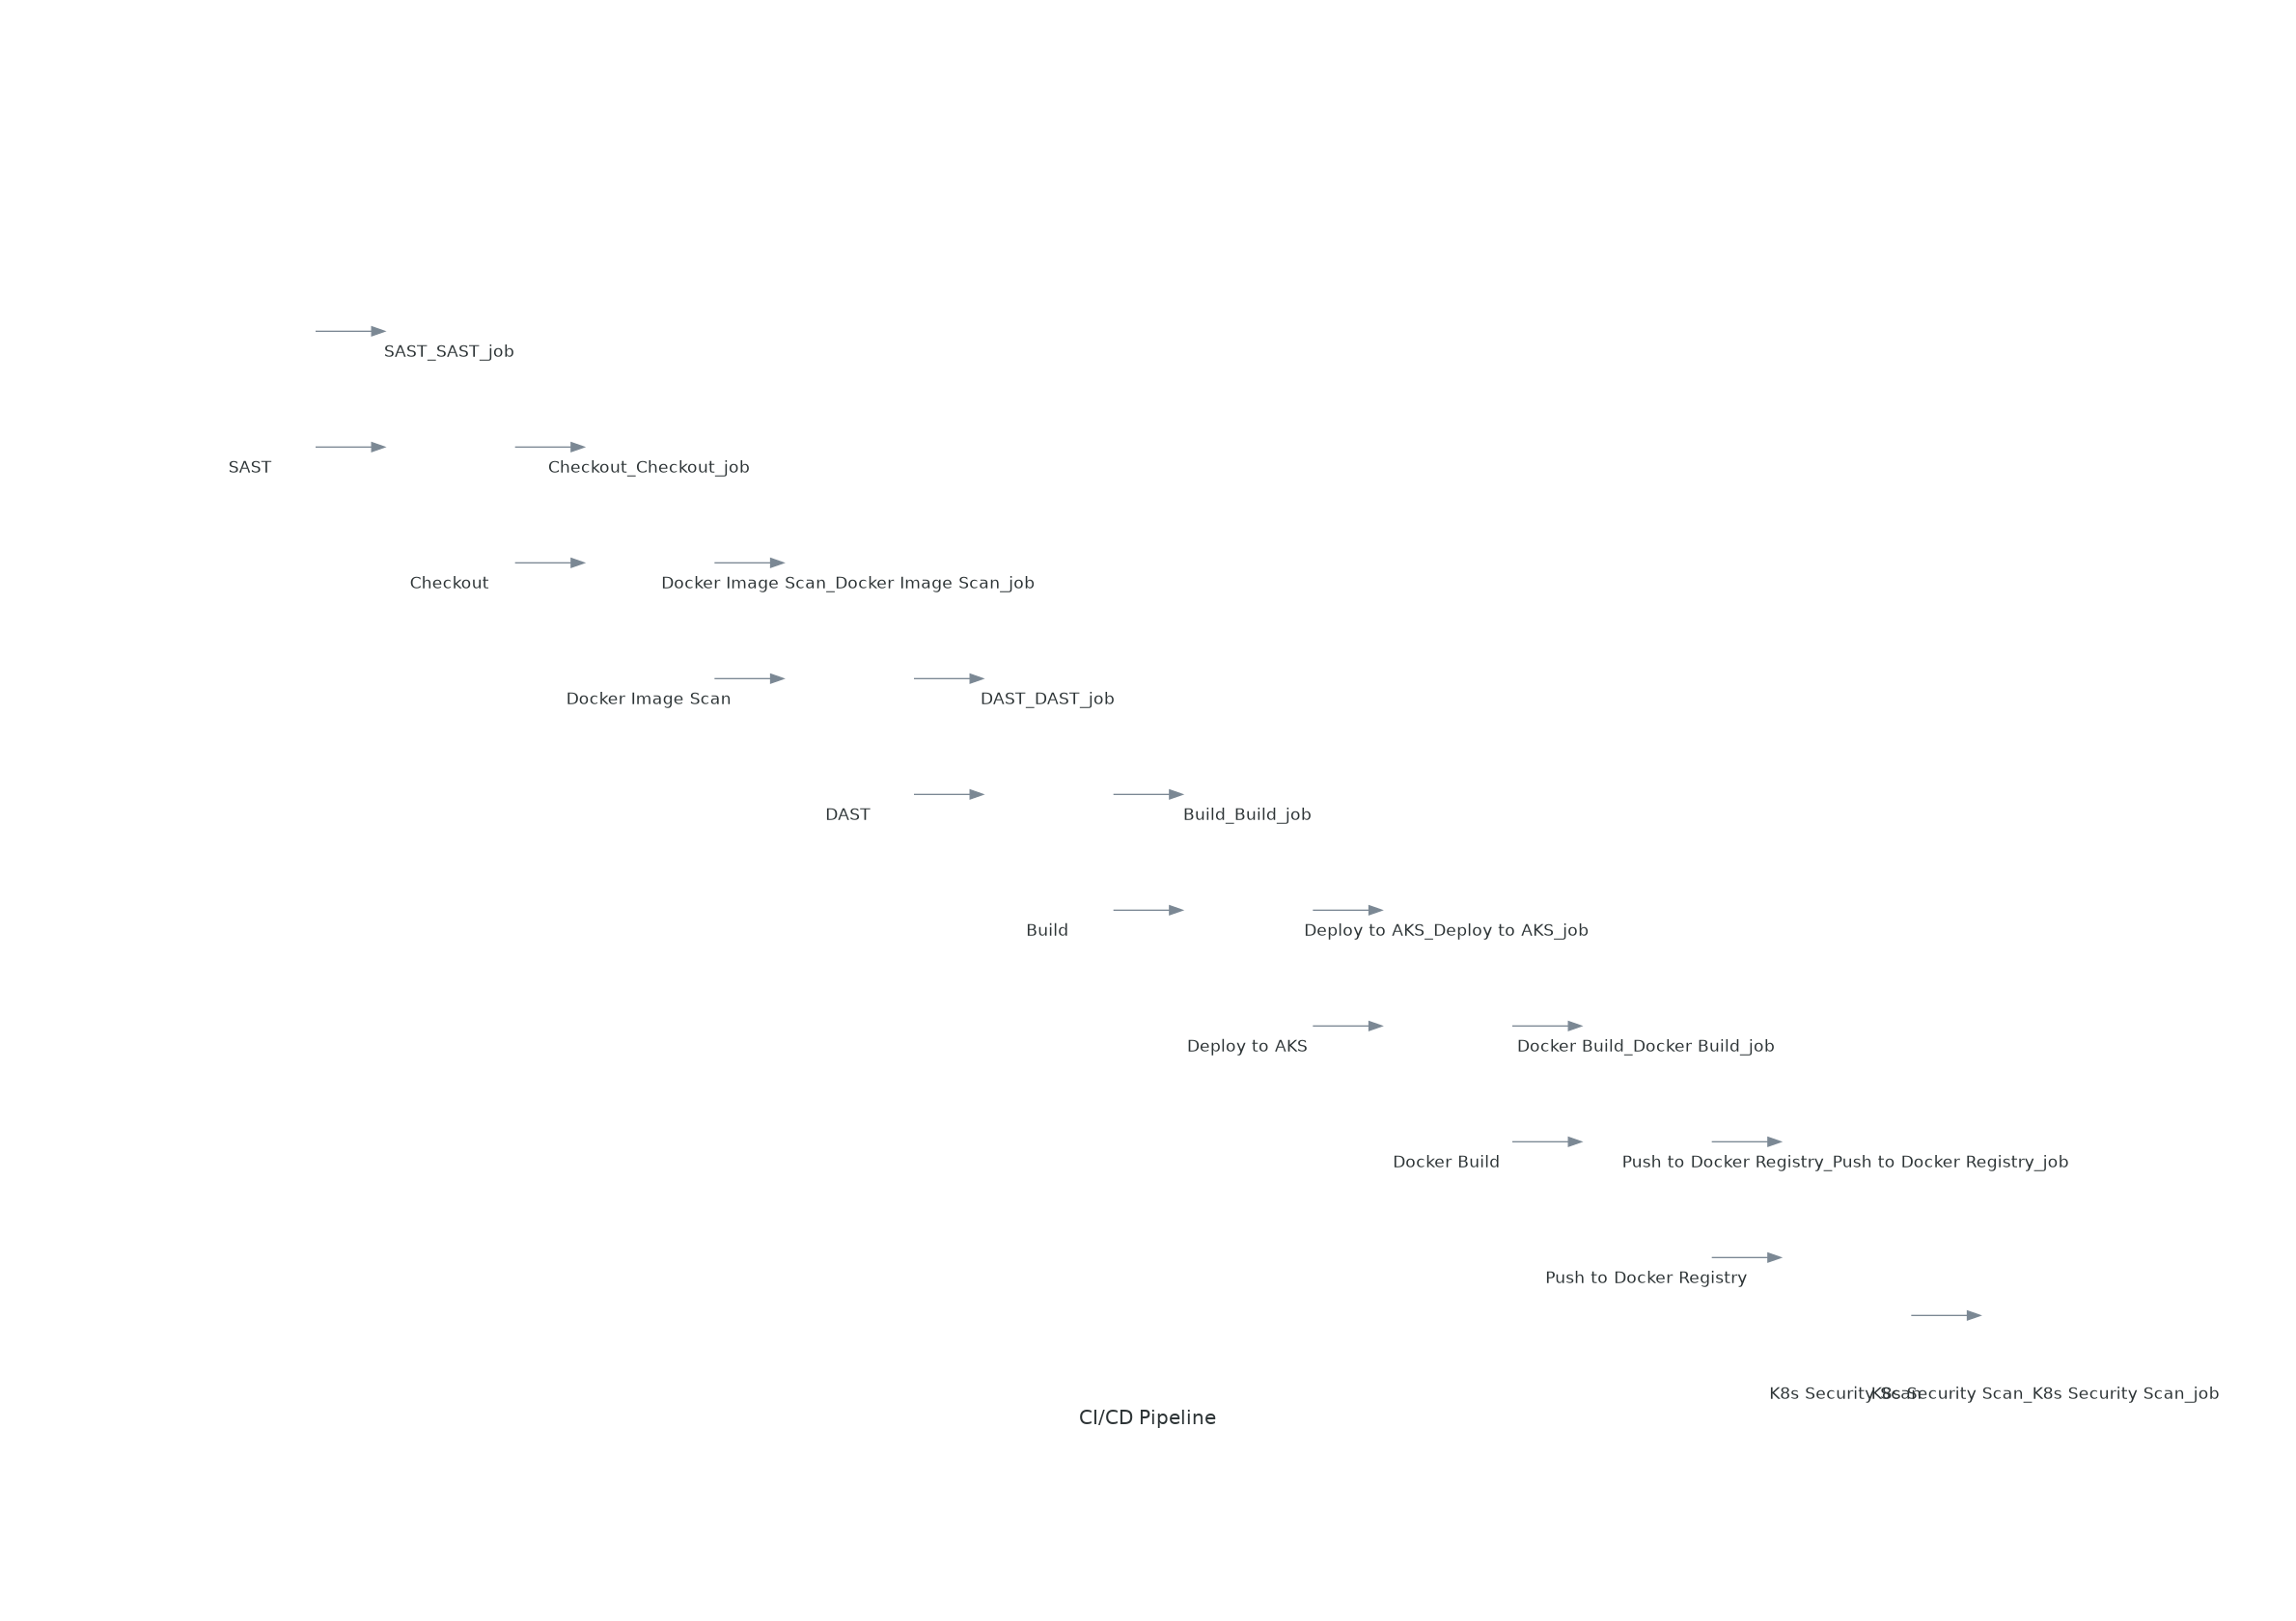 SAST_SAST_job
SAST
Checkout_Checkout_job
Checkout
Docker Image Scan_Docker Image Scan_job
Docker Image Scan
DAST_DAST_job
DAST
Build_Build_job
Build
Deploy to AKS_Deploy to AKS_job
Deploy to AKS
Docker Build_Docker Build_job
Docker Build
Push to Docker Registry_Push to Docker Registry_job
Push to Docker Registry
K8s Security Scan
K8s Security Scan_K8s Security Scan_job
CI/CD Pipeline